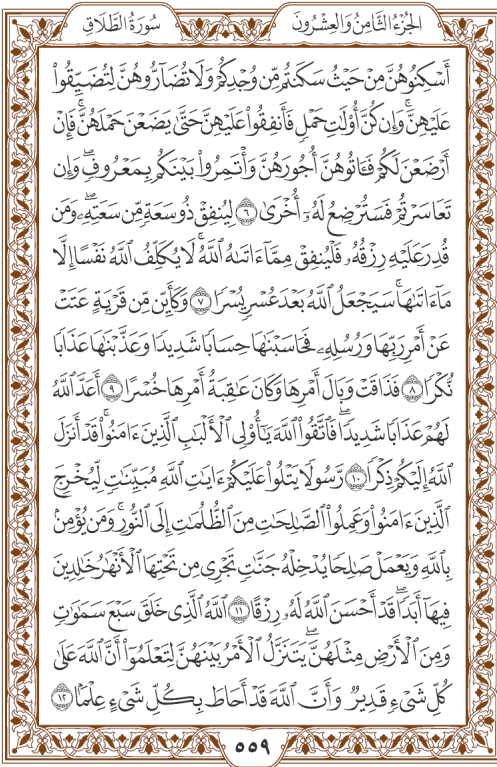 سُورَةُ الطَّلَاقِ
الجُزْءُ الثَّامِنُ وَالعِشْرُونَ
أَسْكِنُوهُنَّ مِنْ حَيْثُ سَكَنتُم مِّن وُجْدِكُمْ وَلَا تُضَآرُّوهُنَّ لِتُضَيِّقُوا۟
عَلَيْهِنَّ ۚ وَإِن كُنَّ أُو۟لَـٰتِ حَمْلٍ فَأَنفِقُوا۟ عَلَيْهِنَّ حَتَّىٰ يَضَعْنَ حَمْلَهُنَّ ۚ فَإِنْ
أَرْضَعْنَ لَكُمْ فَـَٔاتُوهُنَّ أُجُورَهُنَّ ۖ وَأْتَمِرُوا۟ بَيْنَكُم بِمَعْرُوفٍ ۖ وَإِن
تَعَاسَرْتُمْ فَسَتُرْضِعُ لَهُۥٓ أُخْرَىٰ ٦ لِيُنفِقْ ذُو سَعَةٍ مِّن سَعَتِهِۦ ۖ وَمَن
قُدِرَ عَلَيْهِ رِزْقُهُۥ فَلْيُنفِقْ مِمَّآ ءَاتَىٰهُ ٱللَّهُ ۚ لَا يُكَلِّفُ ٱللَّهُ نَفْسًا إِلَّا
مَآ ءَاتَىٰهَا ۚ سَيَجْعَلُ ٱللَّهُ بَعْدَ عُسْرٍ يُسْرًا ٧ وَكَأَيِّن مِّن قَرْيَةٍ عَتَتْ
عَنْ أَمْرِ رَبِّهَا وَرُسُلِهِۦ فَحَاسَبْنَـٰهَا حِسَابًا شَدِيدًا وَعَذَّبْنَـٰهَا عَذَابًا
نُّكْرًا ٨ فَذَاقَتْ وَبَالَ أَمْرِهَا وَكَانَ عَـٰقِبَةُ أَمْرِهَا خُسْرًا ٩ أَعَدَّ ٱللَّهُ
لَهُمْ عَذَابًا شَدِيدًا ۖ فَٱتَّقُوا۟ ٱللَّهَ يَـٰٓأُو۟لِى ٱلْأَلْبَـٰبِ ٱلَّذِينَ ءَامَنُوا۟ ۚ قَدْ أَنزَلَ
ٱللَّهُ إِلَيْكُمْ ذِكْرًا ١٠ رَّسُولًا يَتْلُوا۟ عَلَيْكُمْ ءَايَـٰتِ ٱللَّهِ مُبَيِّنَـٰتٍ لِّيُخْرِجَ
ٱلَّذِينَ ءَامَنُوا۟ وَعَمِلُوا۟ ٱلصَّـٰلِحَـٰتِ مِنَ ٱلظُّلُمَـٰتِ إِلَى ٱلنُّورِ ۚ وَمَن يُؤْمِنۢ
بِٱللَّهِ وَيَعْمَلْ صَـٰلِحًا يُدْخِلْهُ جَنَّـٰتٍ تَجْرِى مِن تَحْتِهَا ٱلْأَنْهَـٰرُ خَـٰلِدِينَ
فِيهَآ أَبَدًا ۖ قَدْ أَحْسَنَ ٱللَّهُ لَهُۥ رِزْقًا ١١ ٱللَّهُ ٱلَّذِى خَلَقَ سَبْعَ سَمَـٰوَٰتٍ
وَمِنَ ٱلْأَرْضِ مِثْلَهُنَّ ۖ يَتَنَزَّلُ ٱلْأَمْرُ بَيْنَهُنَّ لِتَعْلَمُوٓا۟ أَنَّ ٱللَّهَ عَلَىٰ
كُلِّ شَىْءٍ قَدِيرٌ وَأَنَّ ٱللَّهَ قَدْ أَحَاطَ بِكُلِّ شَىْءٍ عِلْمًۢا ١٢
٥٥٩